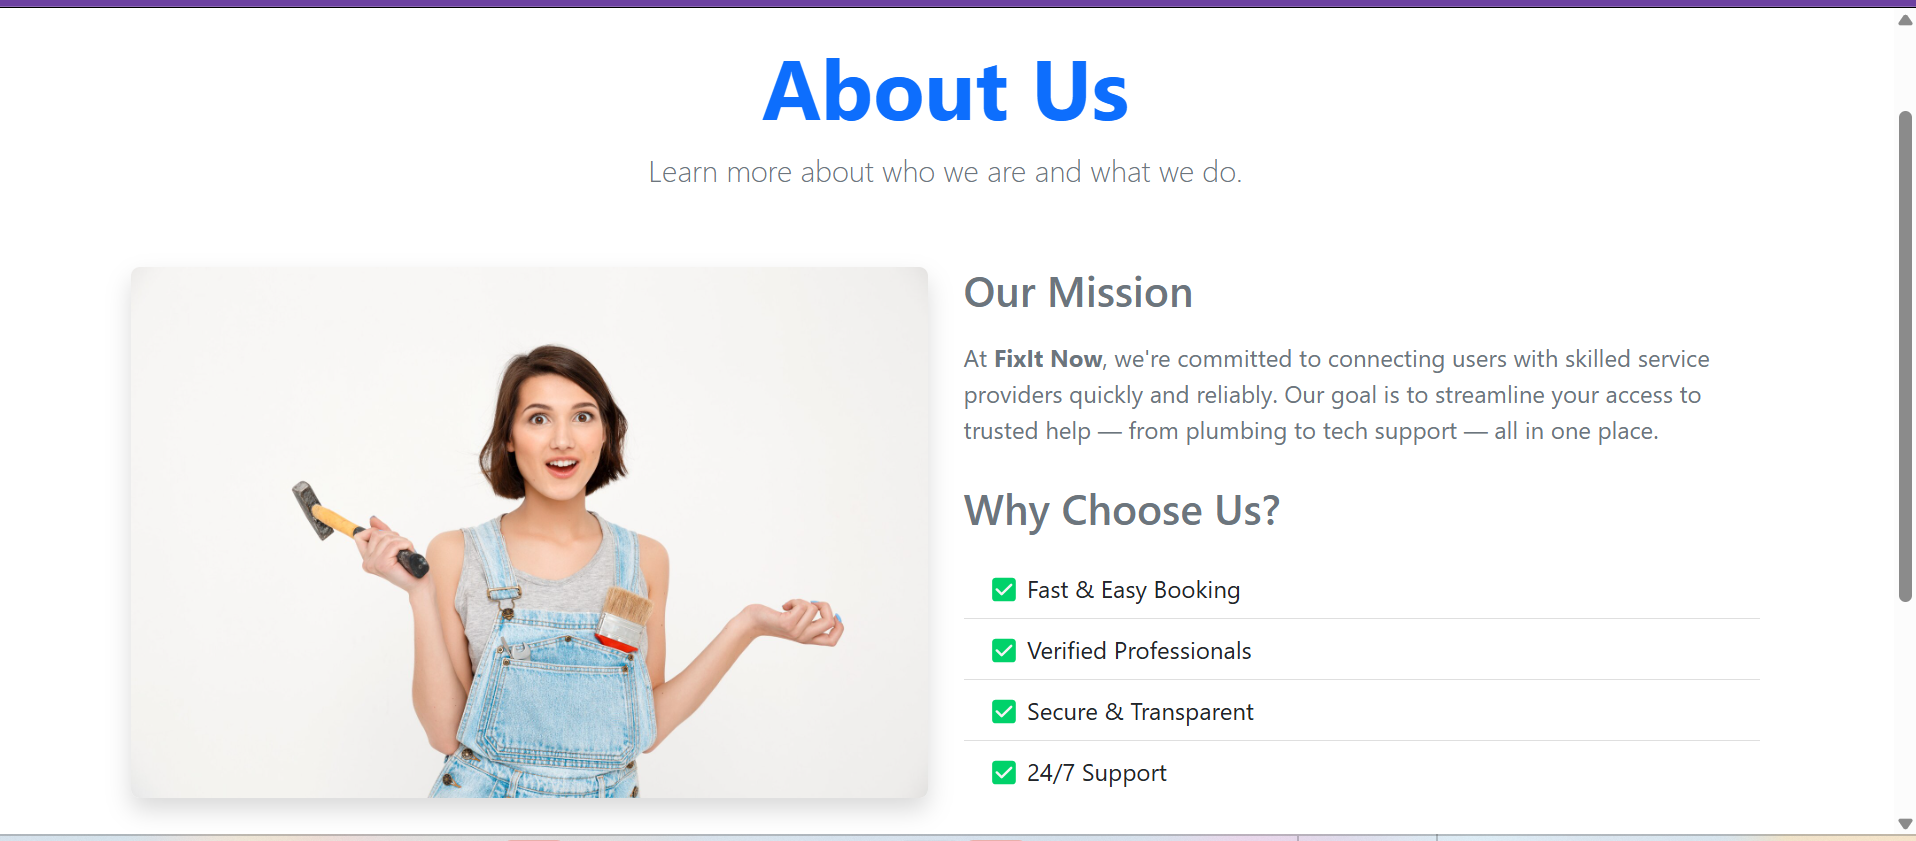 About Us
Learn more about who we are and what we do.
Our Mission
At FixIt Now, we're committed to connecting users with skilled service
providers quickly and reliably. Our goal is to streamline your access to
trusted help — from plumbing to tech support — all in one place.
Why Choose Us?
✅ Fast & Easy Booking
✅ Verified Professionals
✅ Secure & Transparent
✅ 24/7 Support